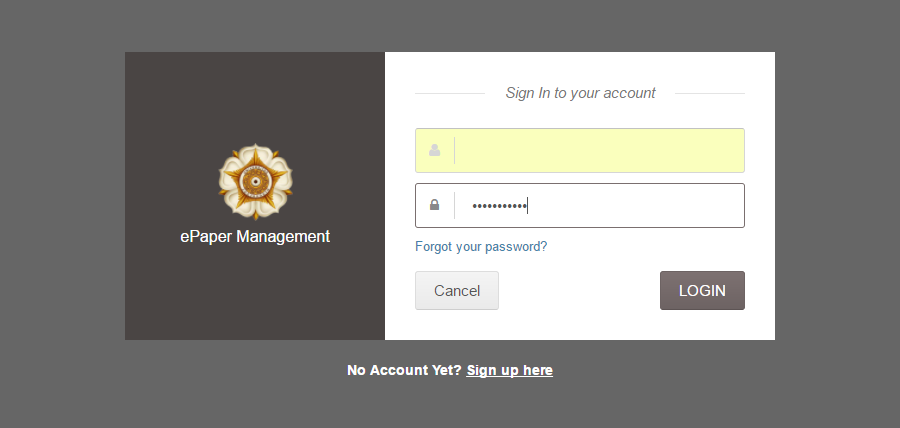 Sign In to your account
ePaper Management
•••••••••••
Forgot your password?
Cancel
LOGIN
No Account Yet? Sign up here